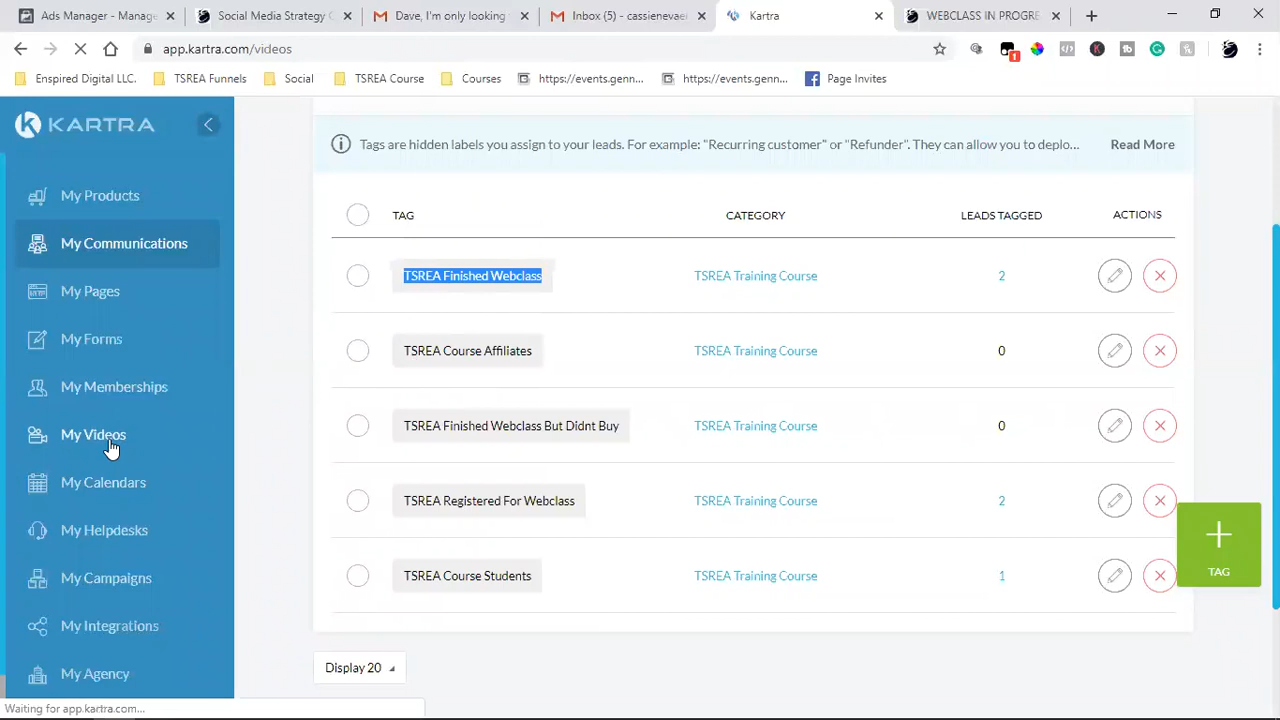 Ads Manager - Manage
Social Media Strategy C
Dave, I'm only looking
Inbox (5) - cassienevael
Kartra
WEBCLASS IN PROGRE
app.kartra.com/videos
1
Enspired Digital LLC.
TSREA Funnels
Social
TSREA Course
Courses
https://events.genn...
https://events.genn...
Page Invites
KARTRA
My Products
My Communications
My Pages
My Forms
My Memberships
My Videos
My Calendars
My Helpdesks
My Campaigns
My Integrations
My Agency
Tags are hidden labels you assign to your leads. For example: "Recurring customer" or "Refunder". They can allow you to deplo...
Read More
TAG CATEGORY LEADS TAGGED ACTIONS
TSREA Finished Webclass TSREA Training Course 2
TSREA Course Affiliates TSREA Training Course 0
TSREA Finished Webclass But Didnt Buy TSREA Training Course 0
TSREA Registered For Webclass TSREA Training Course 2
TSREA Course Students TSREA Training Course 1
TAG
Display 20
Waiting for app.kartra.com...